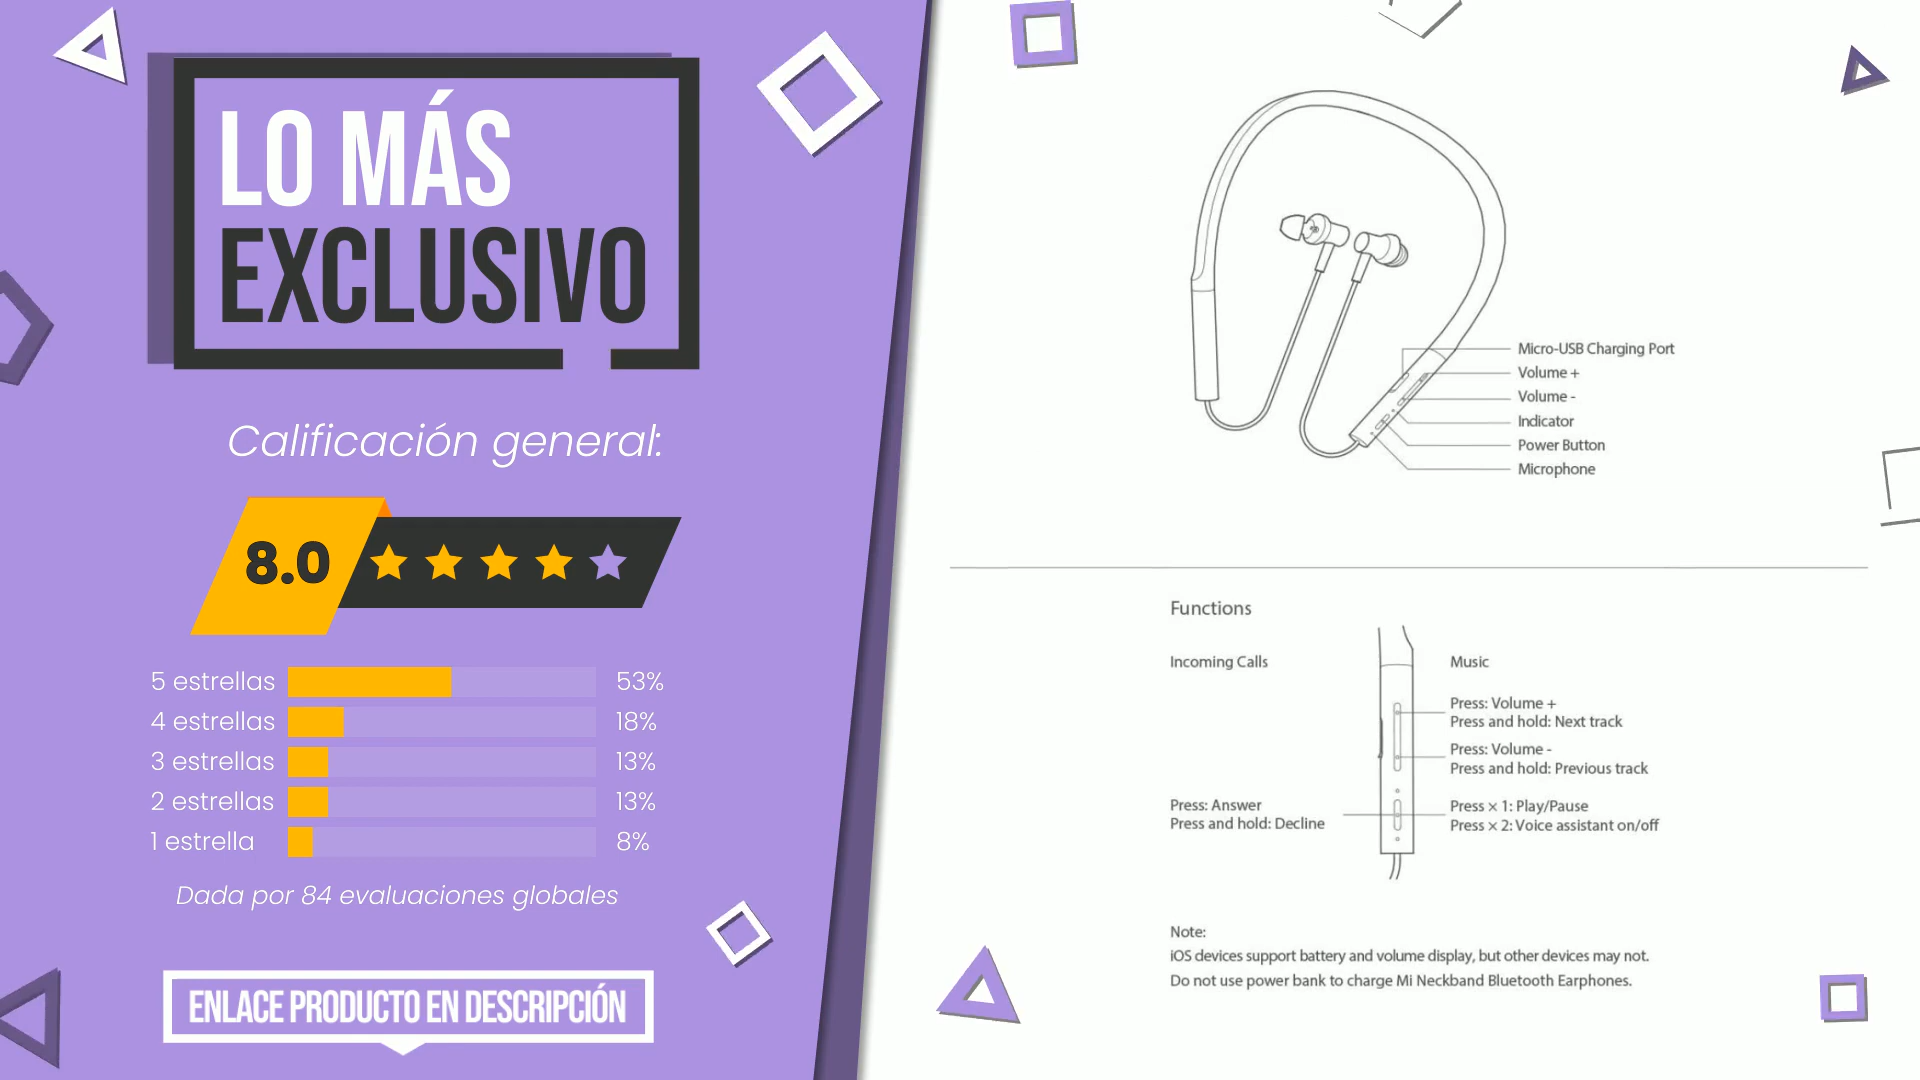 LO MÁS
EXCLUSIVO
Calificación general:
8.0
5 estrellas 53%
4 estrellas 18%
3 estrellas 13%
2 estrellas 13%
1 estrella 8%
Dada por 84 evaluaciones globales
ENLACE PRODUCTO EN DESCRIPCIÓN
Micro-USB Charging Port
Volume +
Volume -
Indicator
Power Button
Microphone
Functions
Incoming Calls
Music
Press: Volume +
Press and hold: Next track
Press: Volume -
Press and hold: Previous track
Press: Answer
Press and hold: Decline
Press × 1: Play/Pause
Press × 2: Voice assistant on/off
Note:
iOS devices support battery and volume display, but other devices may not.
Do not use power bank to charge Mi Neckband Bluetooth Earphones.